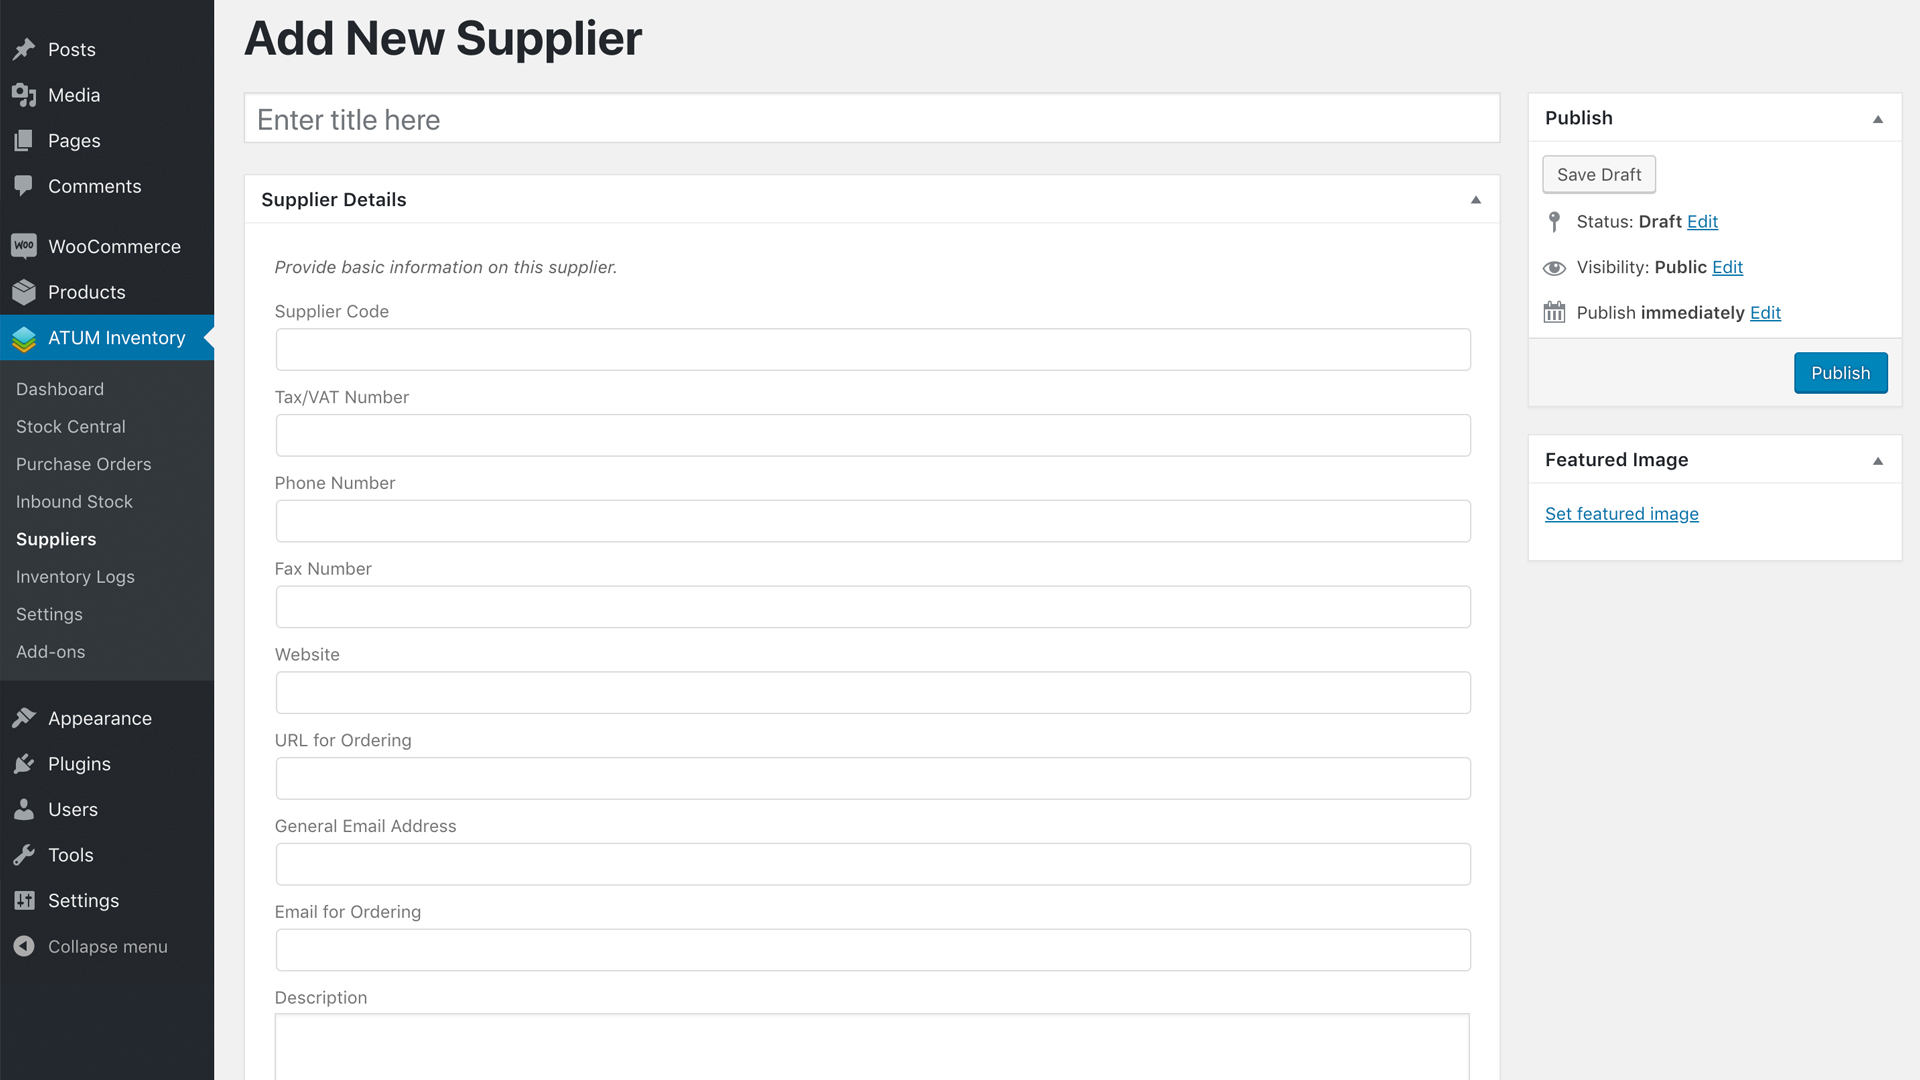 Posts
Media
Pages
Comments
Woo WooCommerce
Products
ATUM Inventory
Dashboard
Stock Central
Purchase Orders
Inbound Stock
Suppliers
Inventory Logs
Settings
Add-ons
Appearance
Plugins
Users
Tools
Settings
Collapse menu
Add New Supplier
Enter title here
Supplier Details
Provide basic information on this supplier.
Supplier Code
Tax/VAT Number
Phone Number
Fax Number
Website
URL for Ordering
General Email Address
Email for Ordering
Description
Publish
Save Draft
Status: Draft Edit
Visibility: Public Edit
Publish immediately Edit
Publish
Featured Image
Set featured image